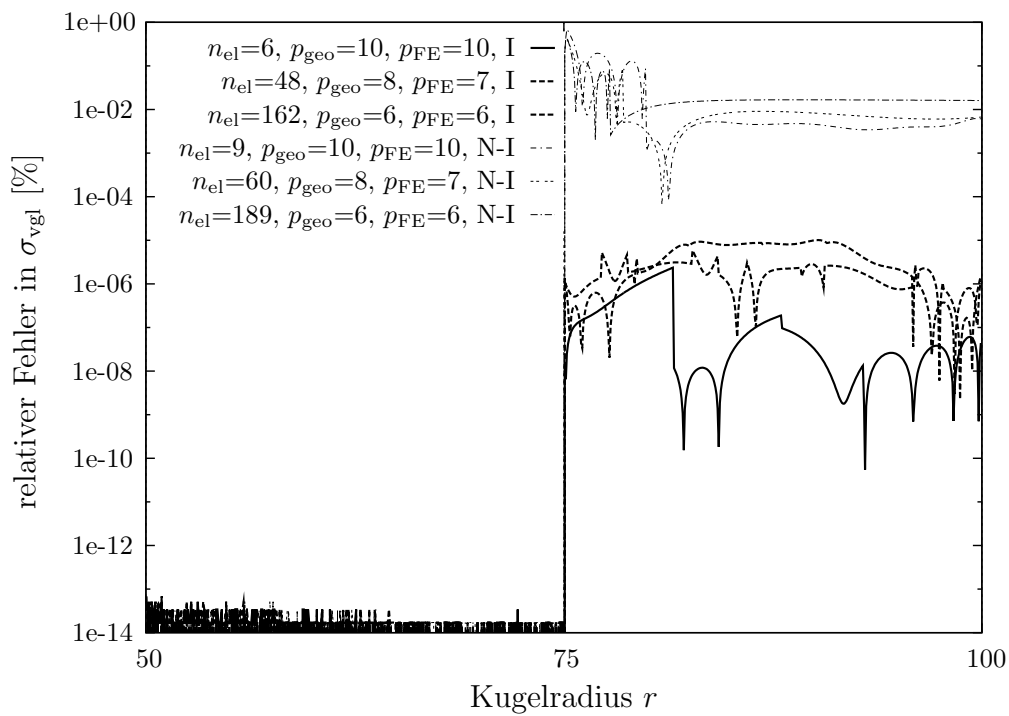 1e+00
1e-02
1e-04
1e-06
1e-08
1e-10
1e-12
1e-14
relativer Fehler in σ_vgl [%]
n_el=6, p_geo=10, p_FE=10, I
n_el=48, p_geo=8, p_FE=7, I
n_el=162, p_geo=6, p_FE=6, I
n_el=9, p_geo=10, p_FE=10, N-I
n_el=60, p_geo=8, p_FE=7, N-I
n_el=189, p_geo=6, p_FE=6, N-I
50 75 100
Kugelradius r